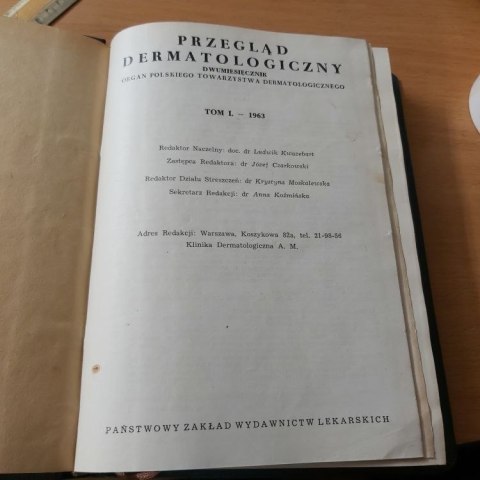 PRZEGLĄD
DERMATOLOGICZNY
DWUMIESIĘCZNIK
ORGAN POLSKIEGO TOWARZYSTWA DERMATOLOGICZNEGO
TOM L — 1963
Redaktor Naczelny: doc. dr Ludwik
Zastępca Redaktora: dr Józef Czarkowski
Redaktor Działu Streszczeń: dr Krystyna Moskalewska
Sekretarz Redakcji: dr Anna Koźmińska
Adres Redakcji: Warszawa, Koszykowa 82a, tel. 21-98-56
Klinika Dermatologiczna A. M.
PAŃSTWOWY ZAKŁAD WYDAWNICTW LEKARSKICH